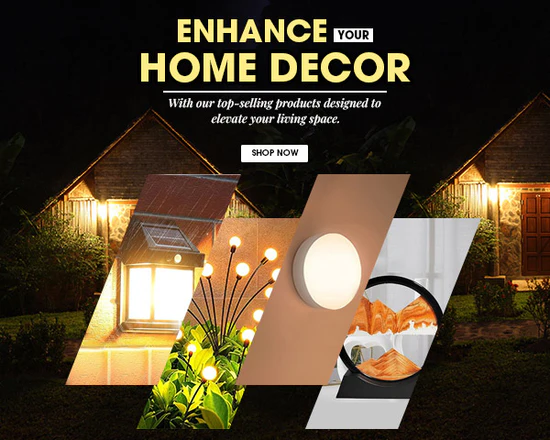 ENHANCE YOUR
HOME DECOR
With our top-selling products designed to
elevate your living space.
SHOP NOW